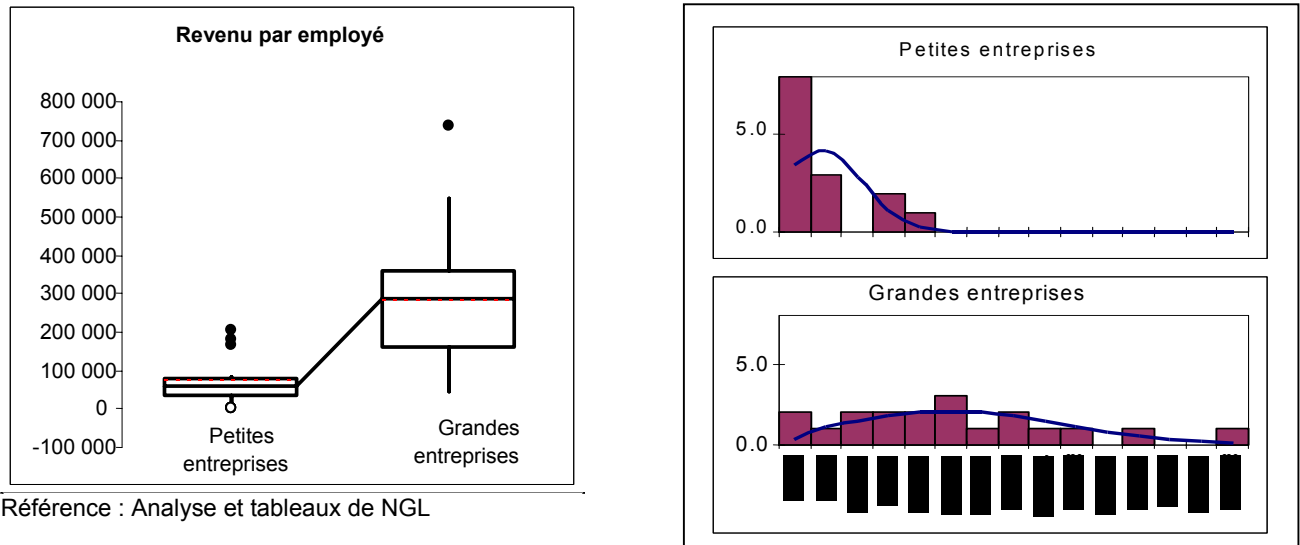 Revenu par employé
800 000
700 000
600 000
500 000
400 000
300 000
200 000
100 000
0
-100 000
Petites
entreprises
Grandes
entreprises
Référence : Analyse et tableaux de NGL
Petites entreprises
5.0
0.0
Grandes entreprises
5.0
0.0